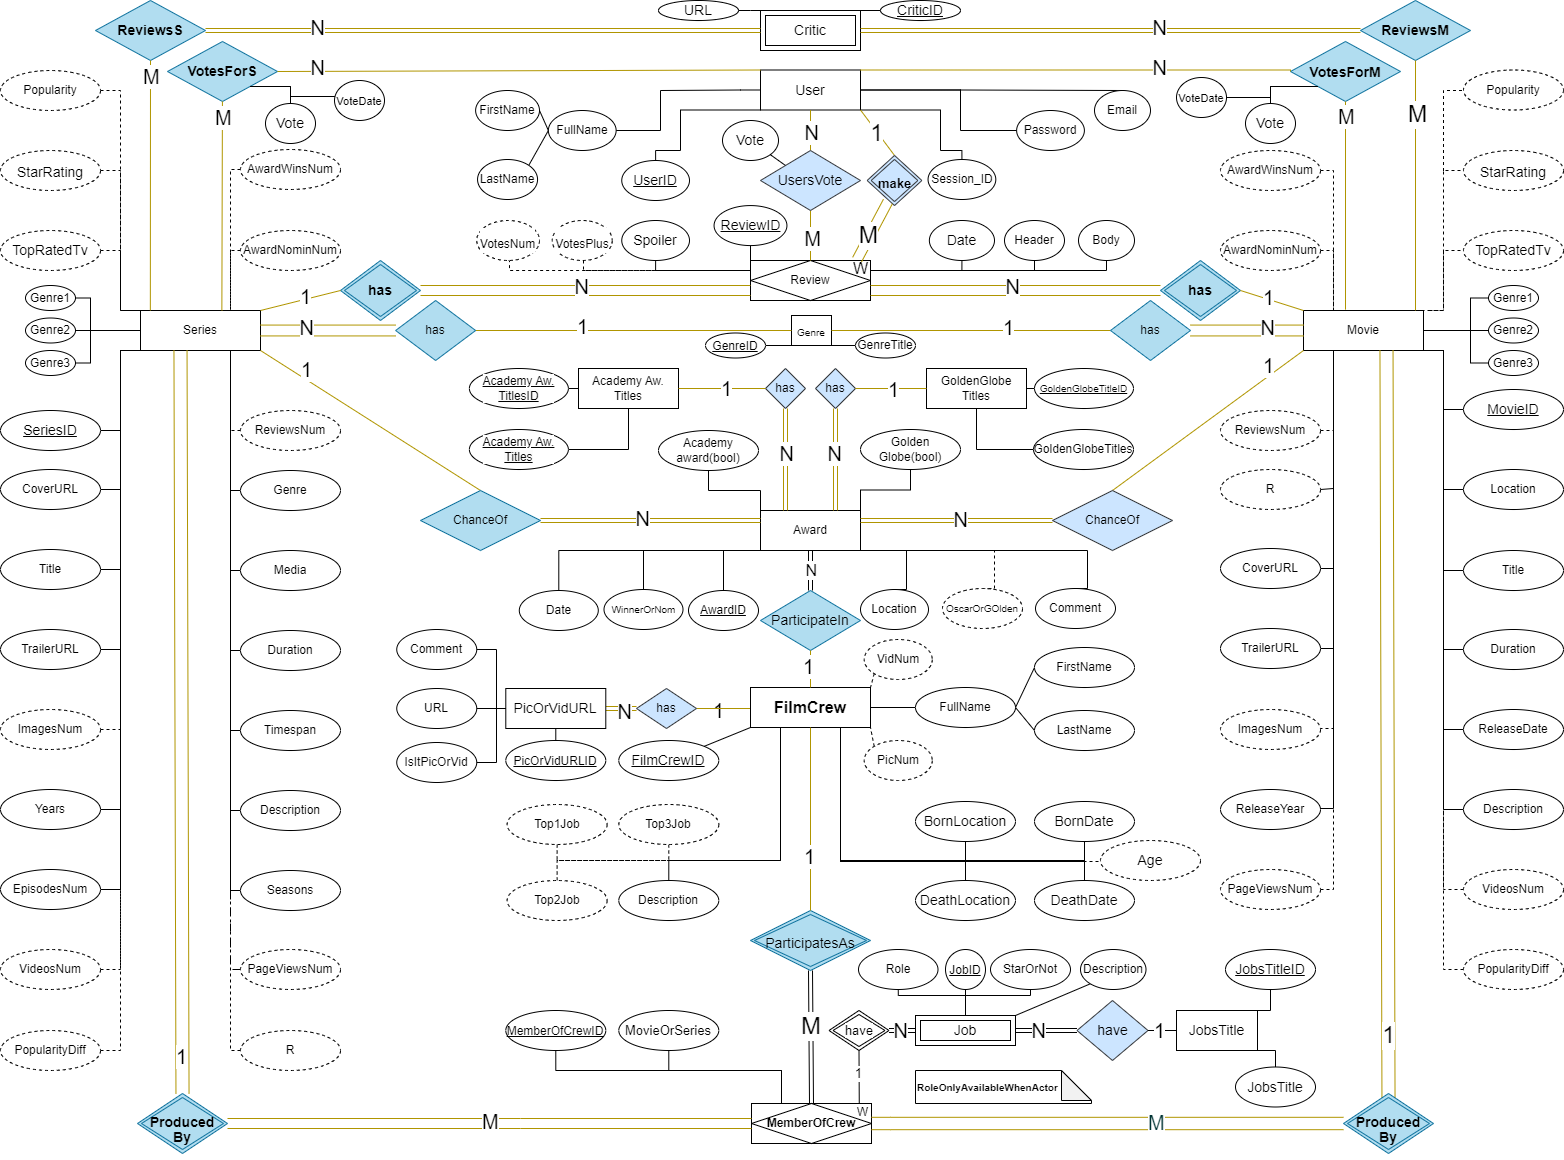 URL
CriticID
ReviewsS
N
Critic
N
ReviewsM
VotesForS
N
User
N
VotesForM
M
M
Popularity
VoteDate
Vote
M
FirstName
FullName
LastName
UserID
Vote
N
1
UsersVote
make
Password
Email
Session_ID
VoteDate
Vote
M
M
Popularity
StarRating
AwardWinsNum
AwardWinsNum
StarRating
TopRatedTv
AwardNominNum
VotesNum
VotesPlus
Spoiler
ReviewID
M
M
Date
Header
Body
AwardNominNum
TopRatedTv
W
Review
has
1
N
N
has
1
Genre1
Genre2
Genre3
Series
N
has
1
Genre
GenreID
GenreTitle
1
has
N
Movie
Genre1
Genre2
Genre3
1
1
Academy Aw.
TitlesID
Academy Aw.
Titles
1
has
has
1
GoldenGlobe
Titles
GoldenGlobeTitleID
Academy Aw.
Titles
Academy
award(bool)
N
N
Golden
Globe(bool)
GoldenGlobeTitles
SeriesID
ReviewsNum
ReviewsNum
MovieID
CoverURL
Genre
R
Location
ChanceOf
N
Award
N
ChanceOf
Title
Media
N
CoverURL
Title
Date
WinnerOrNom
AwardID
ParticipateIn
Location
OscarOrGOlden
Comment
TrailerURL
Duration
TrailerURL
Duration
Comment
1
VidNum
FirstName
URL
PicOrVidURL
N
has
1
FilmCrew
FullName
LastName
IsItPicOrVid
PicOrVidURLID
FilmCrewID
PicNum
ImagesNum
Timespan
ImagesNum
ReleaseDate
Years
Description
ReleaseYear
Description
Top1Job
Top3Job
Top2Job
Description
1
BornLocation
BornDate
Age
DeathLocation
DeathDate
EpisodesNum
Seasons
PageViewsNum
VideosNum
ParticipatesAs
VideosNum
PageViewsNum
Role
JobID
StarOrNot
Description
JobsTitleID
PopularityDiff
PopularityDiff
R
MemberOfCrewID
MovieOrSeries
M
have
N
Job
N
have
1
JobsTitle
1
1
1
RoleOnlyAvailableWhenActor
JobsTitle
Produced
By
M
W
MemberOfCrew
M
Produced
By